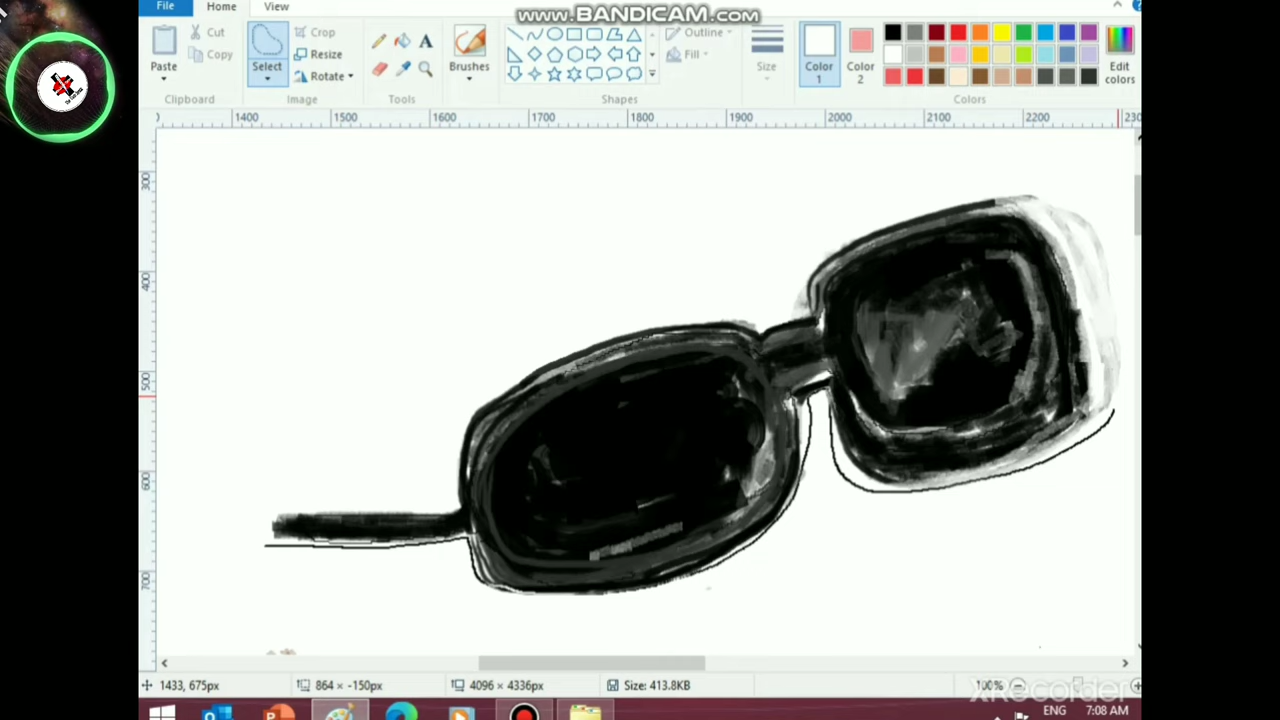 www.BANDICAM.com
File Home View
Paste
Cut
Copy
Clipboard
Select
Crop
Resize
Rotate
Image
A
Tools
Brushes
Outline
Fill
Shapes
Size
Color 1
Color 2
Edit colors
Colors
1400 1500 1600 1700 1800 1900 2000 2100 2200 2300
300
400
500
600
700
1433, 675px
864 × -150px
4096 × 4336px
Size: 413.8KB
100%
XRecorder
ENG 7:08 AM